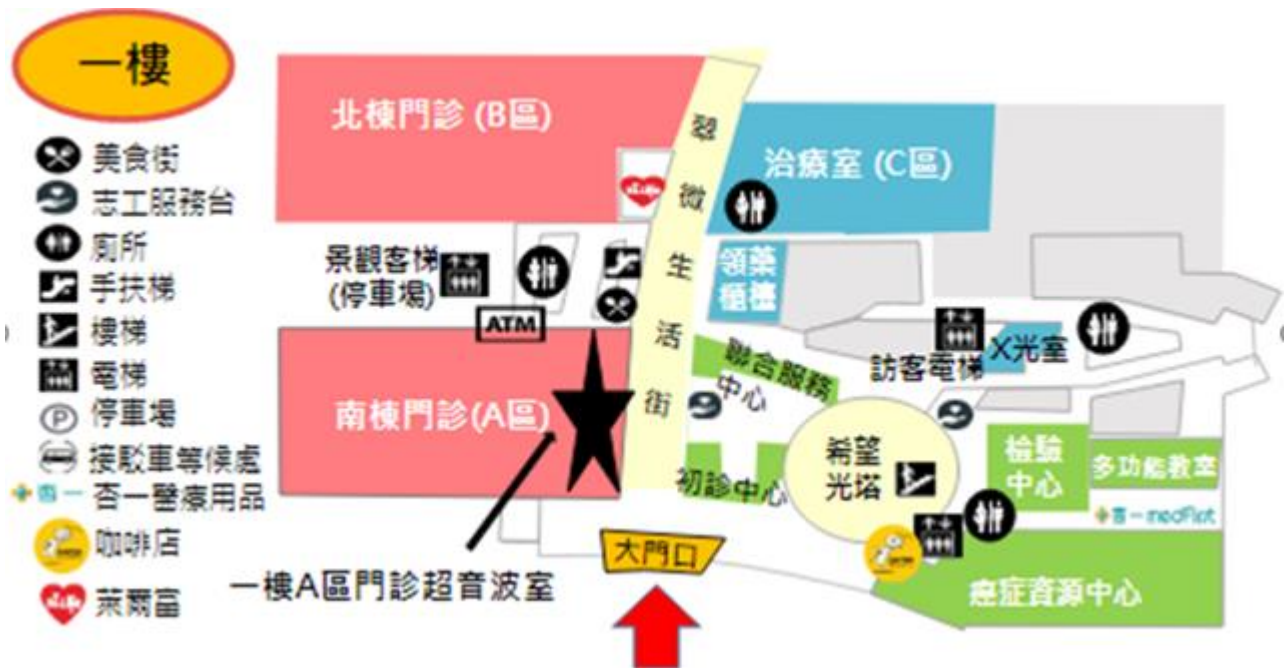 一樓
美食街
志工服務台
廁所
手扶梯
樓梯
電梯
P 停車場
接駁車等候處
杏一 杏一醫療用品
咖啡店
萊爾富
北棟門診 (B區)
翠微生活街
治療室 (C區)
景觀客梯
(停車場)
ATM
領藥
櫃檯
南棟門診(A區)
聯合服務
中心
訪客電梯
X光室
初診中心
希望
光塔
檢驗
中心
多功能教室
杏一 medFirst
大門口
一樓A區門診超音波室
癌症資源中心